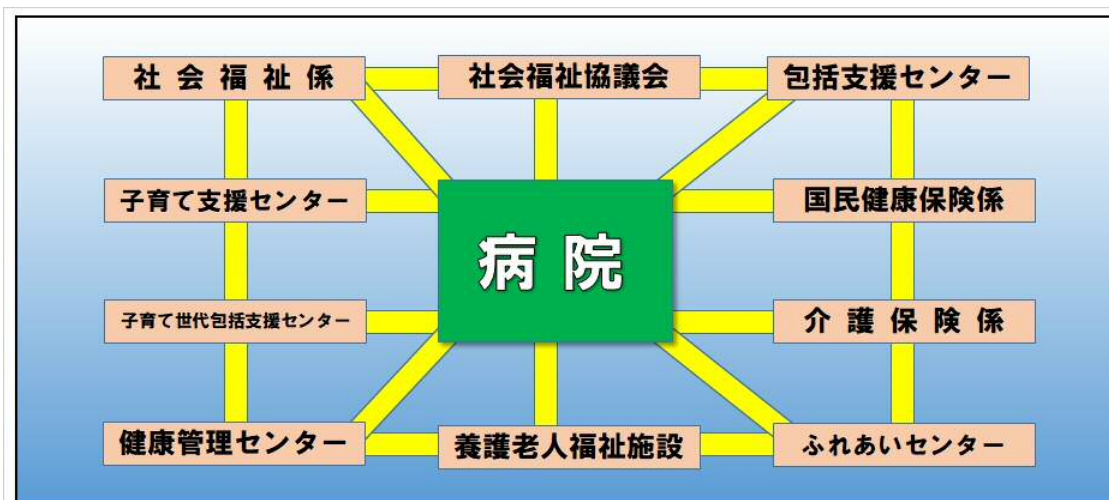 社会福祉係
社会福祉協議会
包括支援センター
子育て支援センター
国民健康保険係
病院
子育て世代包括支援センター
介護保険係
健康管理センター
養護老人福祉施設
ふれあいセンター